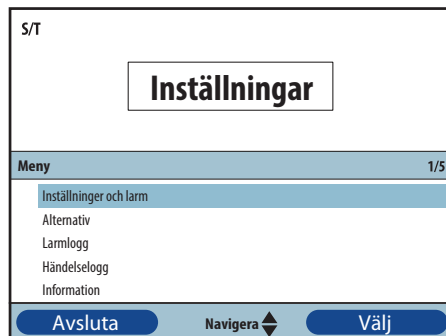 S/T
Inställningar
Meny 1/5
Inställninger och larm
Alternativ
Larmlogg
Händelselogg
Information
Avsluta Navigera Välj